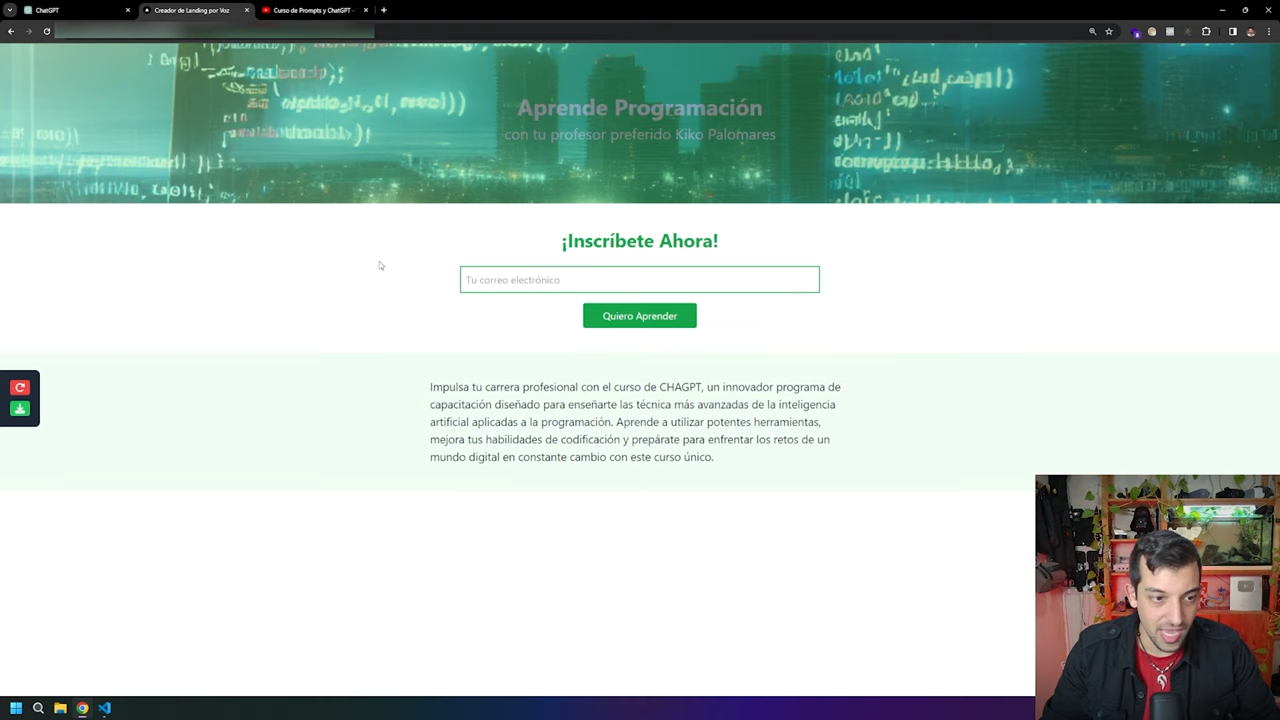 ChatGPT
Creador de Landing por Voz
Curso de Prompts y ChatGPT -
Aprende Programación
con tu profesor preferido Kiko Palomares
¡Inscríbete Ahora!
Tu correo electrónico
Quiero Aprender
Impulsa tu carrera profesional con el curso de CHAGPT, un innovador programa de
capacitación diseñado para enseñarte las técnica más avanzadas de la inteligencia
artificial aplicadas a la programación. Aprende a utilizar potentes herramientas,
mejora tus habilidades de codificación y prepárate para enfrentar los retos de un
mundo digital en constante cambio con este curso único.